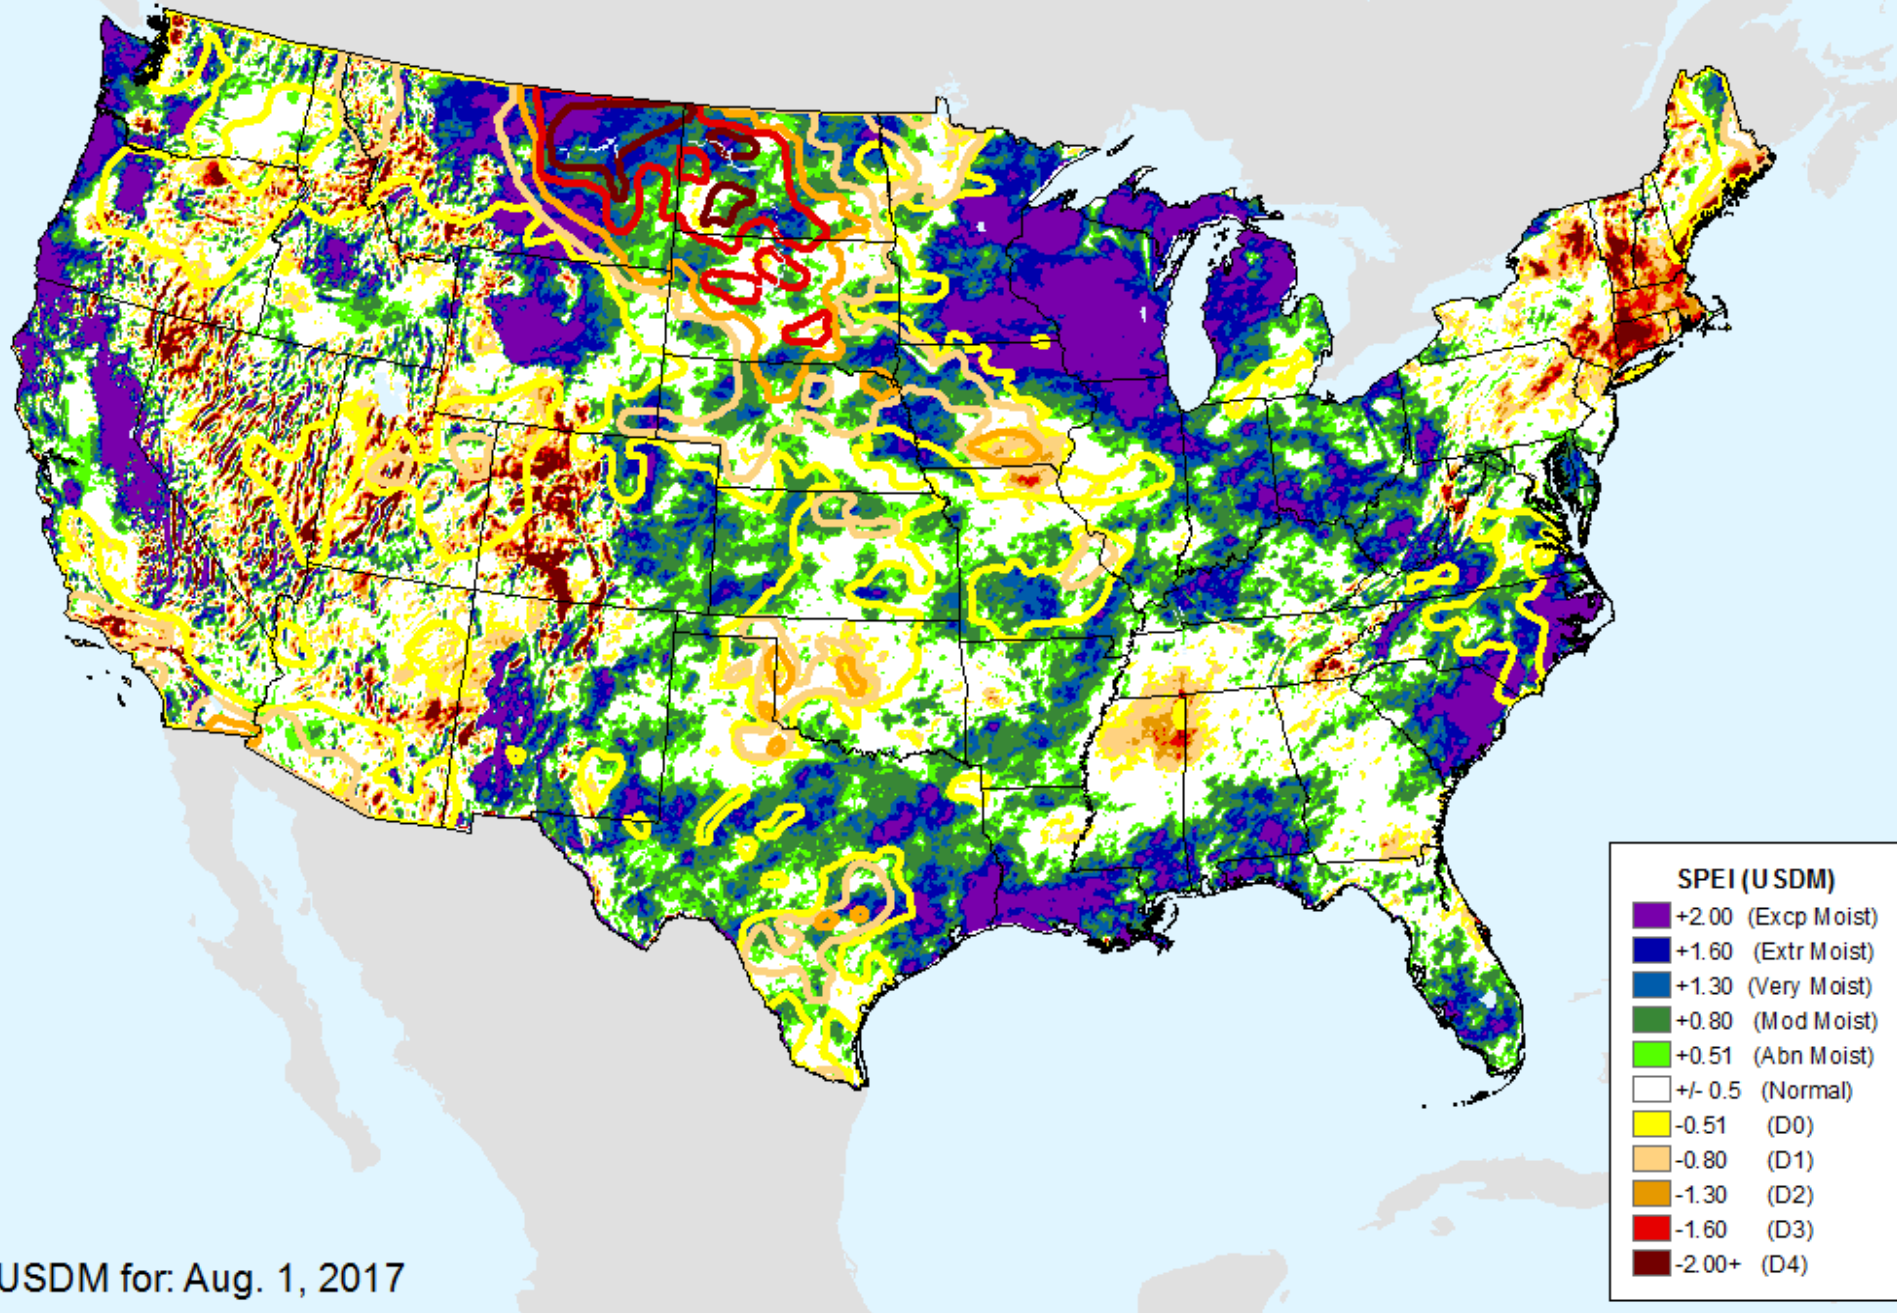 SPEI (USDM)
+2.00 (Excp Moist)
+1.60 (Extr Moist)
+1.30 (Very Moist)
+0.80 (Mod Moist)
+0.51 (Abn Moist)
+/- 0.5 (Normal)
-0.51 (D0)
-0.80 (D1)
-1.30 (D2)
-1.60 (D3)
-2.00+ (D4)
USDM for: Aug. 1, 2017